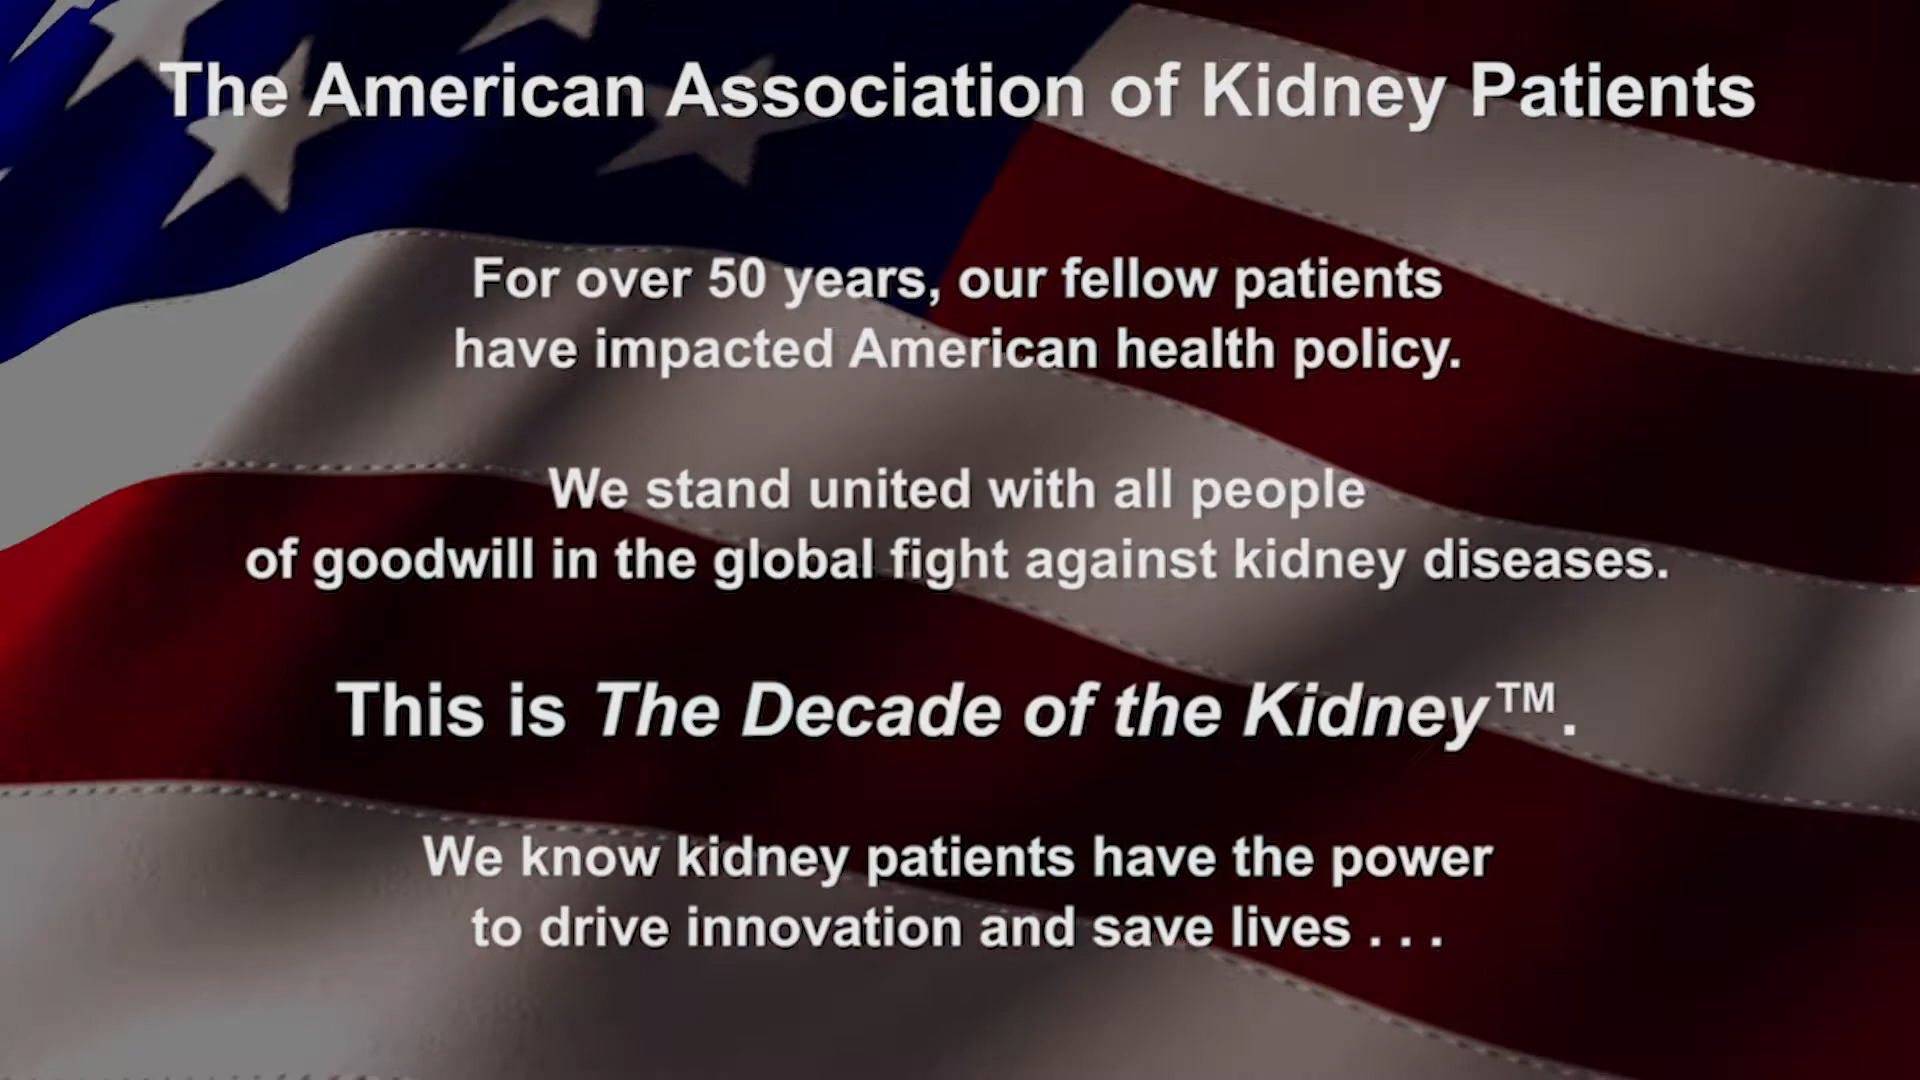 The American Association of Kidney Patients
For over 50 years, our fellow patients
have impacted American health policy.
We stand united with all people
of goodwill in the global fight against kidney diseases.
This is The Decade of the Kidney™.
We know kidney patients have the power
to drive innovation and save lives . . .